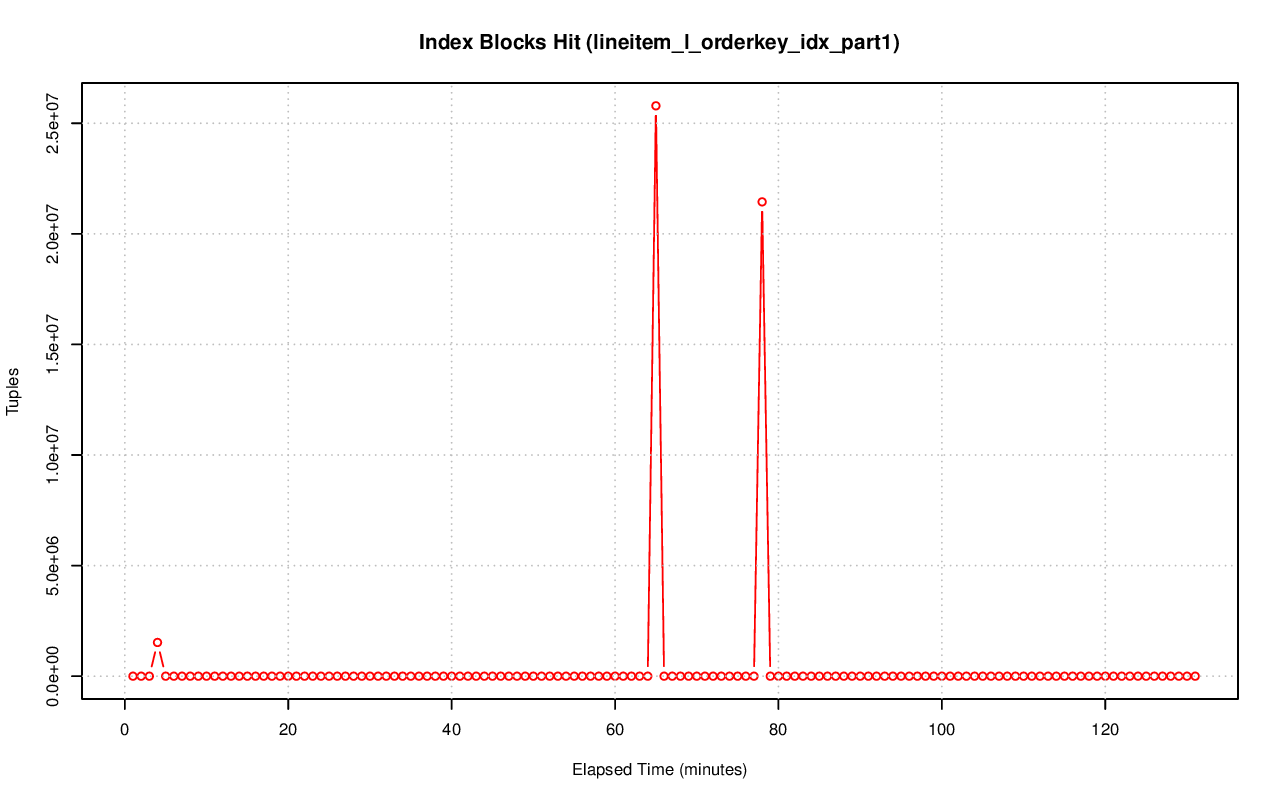 Index Blocks Hit (lineitem_l_orderkey_idx_part1)
2.5e+07
2.0e+07
1.5e+07
1.0e+07
5.0e+06
0.0e+00
Tuples
0 20 40 60 80 100 120
Elapsed Time (minutes)